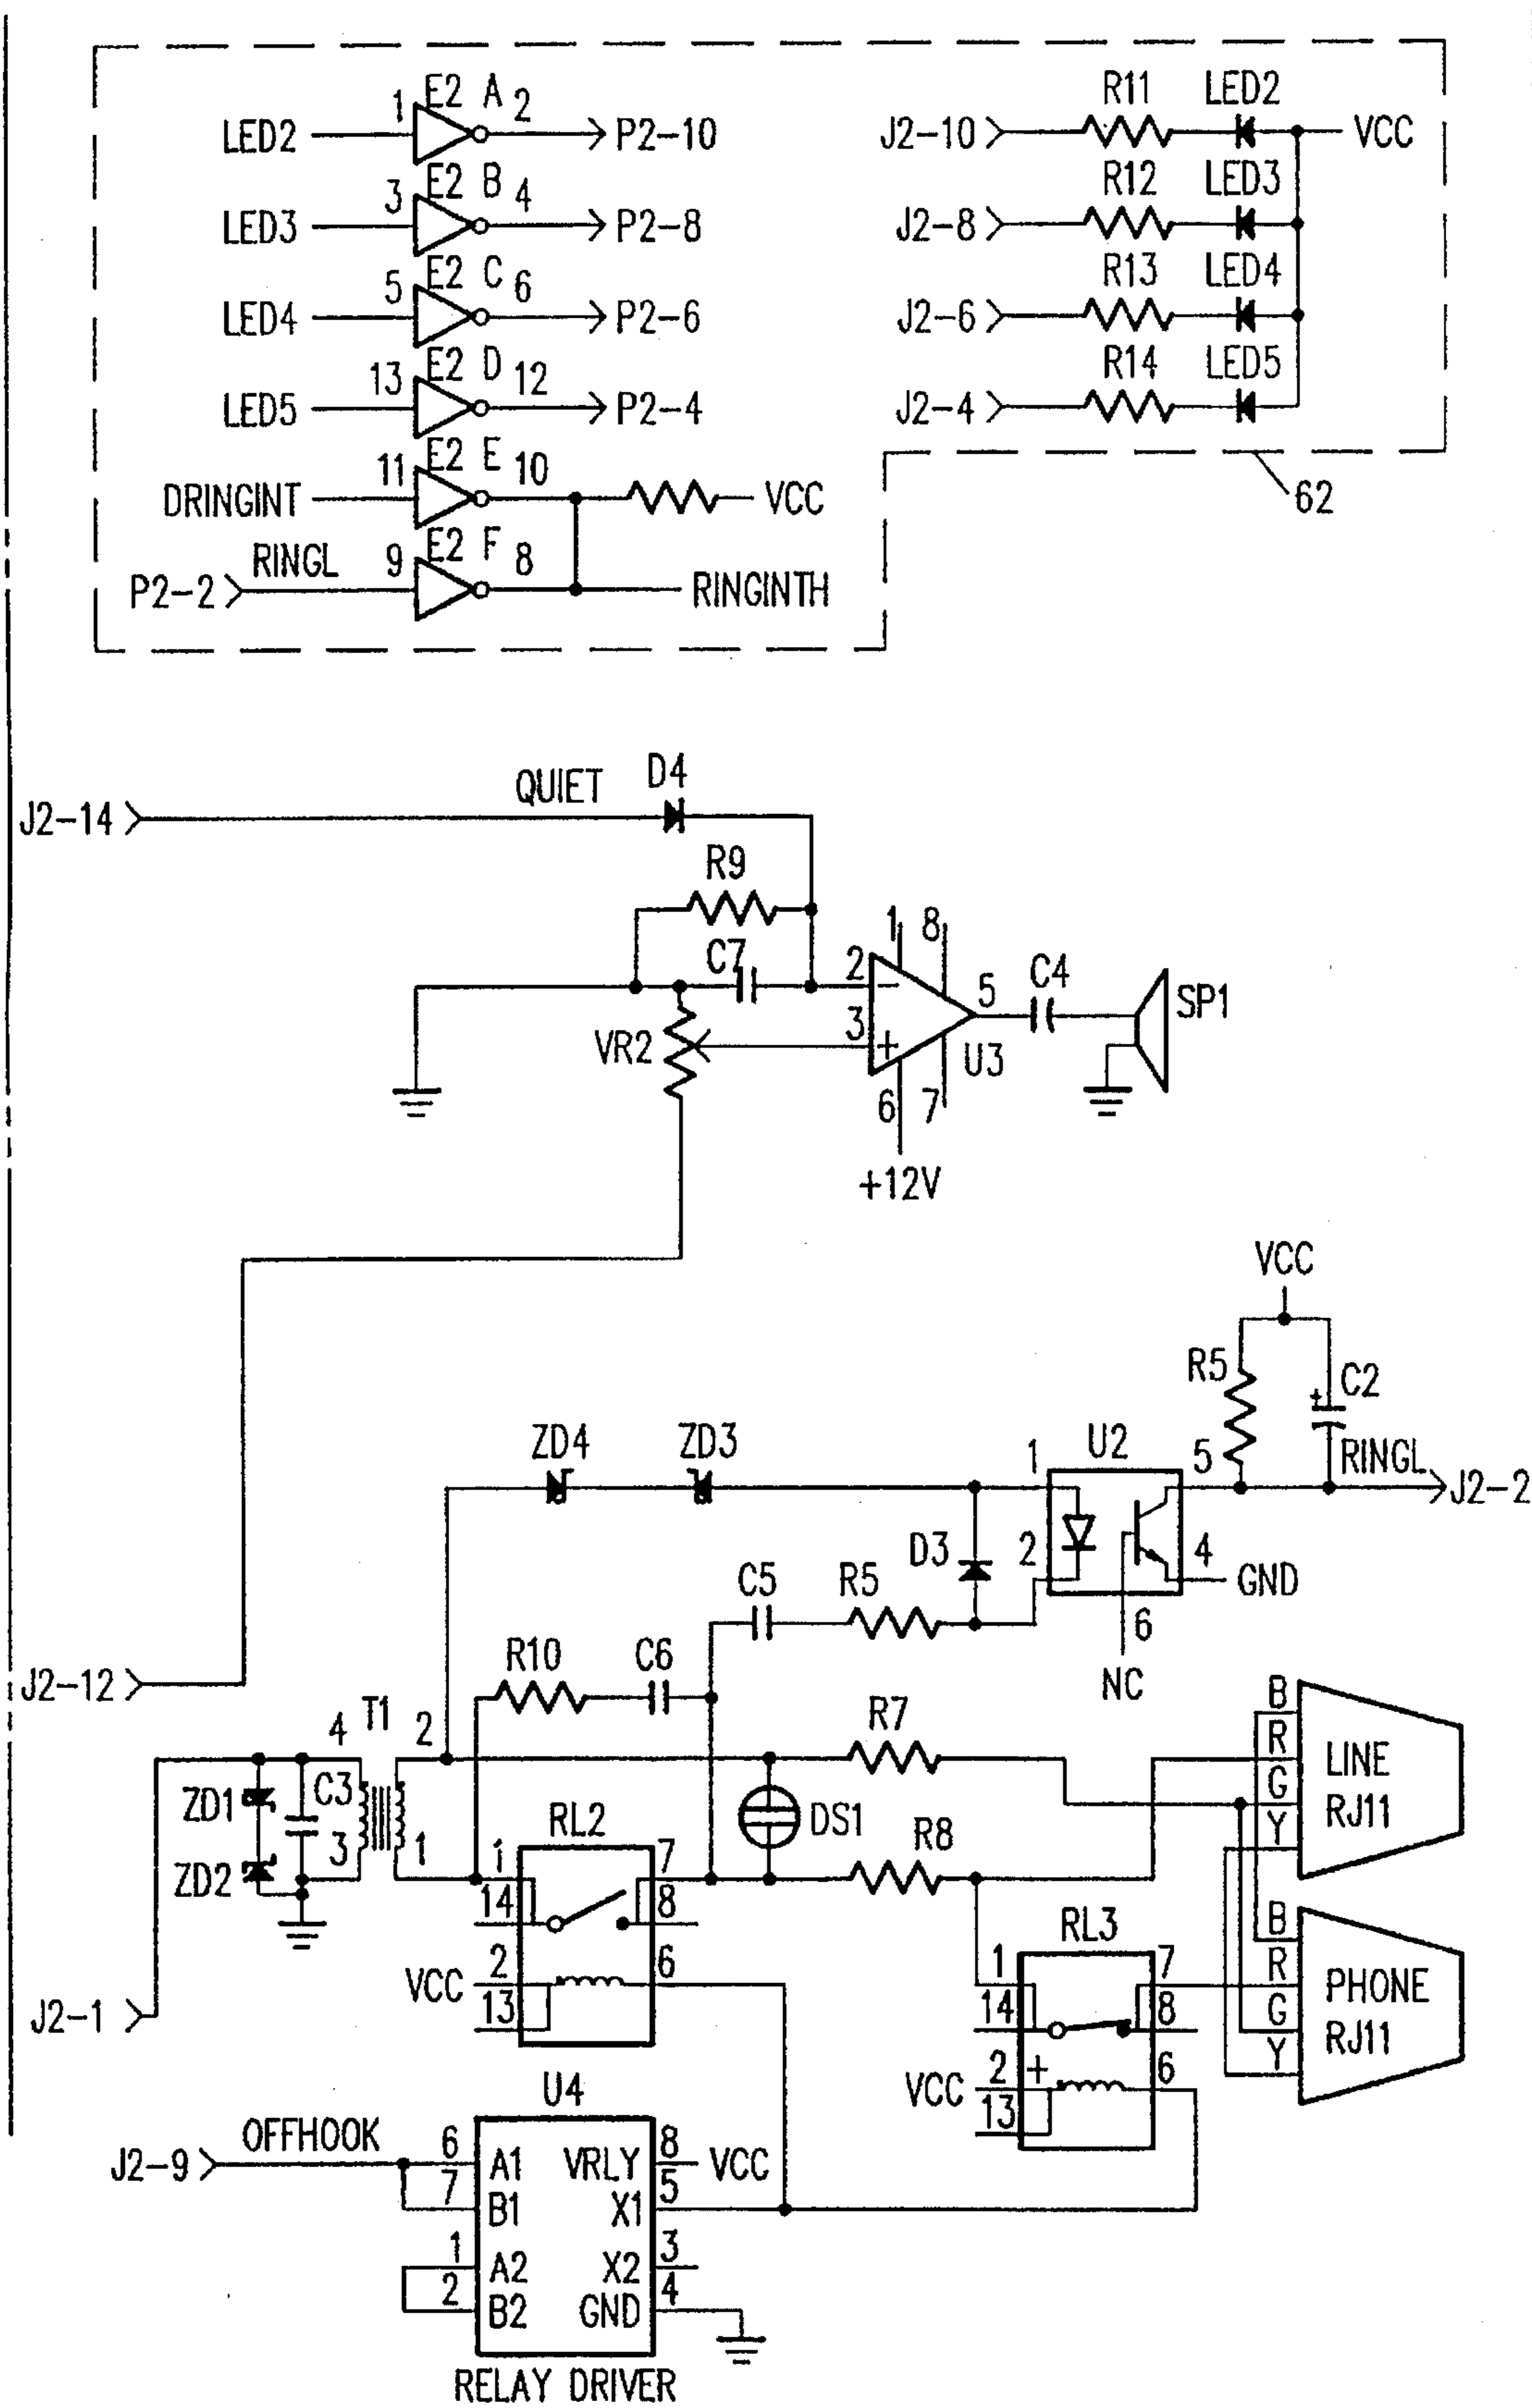 E2 A
1 2
LED2 P2-10
E2 B
3 4
LED3 P2-8
E2 C
5 6
LED4 P2-6
E2 D
13 12
LED5 P2-4
E2 E
11 10
DRINGINT VCC
E2 F
RINGL 9 8
P2-2 RINGINTH
R11 LED2
J2-10 VCC
R12 LED3
J2-8
R13 LED4
J2-6
R14 LED5
J2-4
62
QUIET D4
J2-14
R9
1 8
C7 2 −
5 C4 SP1
VR2 3 +
U3
6 7
+12V
VCC
R5 + C2
ZD4 ZD3 1 U2 5 RINGL
J2-2
D3 2 4
GND
C5 R5
6
NC
R10 C6
J2-12
4 T1 2
R7
B
R LINE
G RJ11
Y
ZD1 C3
DS1
ZD2 3 1
RL2 R8
1 7
14 8
2 6
VCC
13
J2-1
RL3
1 7
14 8
2 + 6
VCC
13
B
R PHONE
G RJ11
Y
U4
OFFHOOK
J2-9
6 A1 VRLY 8 VCC
7 B1 X1 5
1 A2 X2 3
2 B2 GND 4
RELAY DRIVER